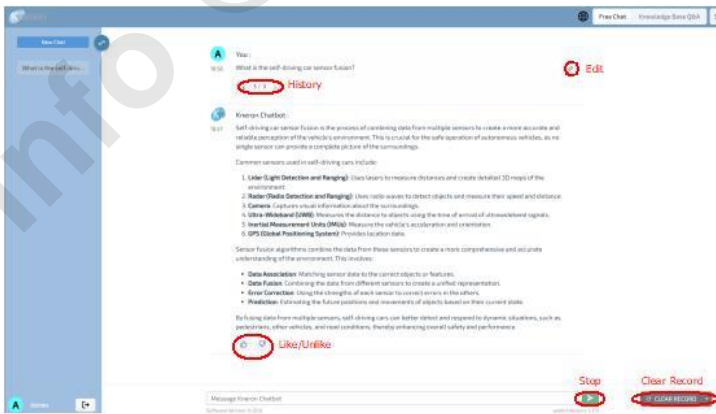 Free Chat Knowledge Base Q&A
New Chat
What is the self-driv...
You :
What is the self-driving car sensor fusion?
Edit
3 / 3
History
Kneron Chatbot :
Self-driving car sensor fusion is the process of combining data from multiple sensors to create a more accurate and
reliable perception of the vehicle's environment. This is crucial for the safe operation of autonomous vehicles, as no
single sensor can provide a complete picture of the surroundings.
Common sensors used in self-driving cars include:
1. Lidar (Light Detection and Ranging): Uses lasers to measure distances and create detailed 3D maps of the
environment.
2. Radar (Radio Detection and Ranging): Uses radio waves to detect objects and measure their speed and distance.
3. Camera: Captures visual information about the surroundings.
4. Ultra-Wideband (UWB): Measures the distance to objects using the time of arrival of ultrawideband signals.
5. Inertial Measurement Units (IMUs): Measure the vehicle's acceleration and orientation.
6. GPS (Global Positioning System): Provides location data.
Sensor fusion algorithms combine the data from these sensors to create a more comprehensive and accurate
understanding of the environment. This involves:
• Data Association: Matching sensor data to the correct objects or features.
• Data Fusion: Combining the data from different sensors to create a unified representation.
• Error Correction: Using the strengths of each sensor to correct errors in the others.
• Prediction: Estimating the future positions and movements of objects based on their current state.
By fusing data from multiple sensors, self-driving cars can better detect and respond to dynamic situations, such as
pedestrians, other vehicles, and road conditions, thereby enhancing overall safety and performance.
Like/Unlike
Stop
Clear Record
A
Message Kneron Chatbot
CLEAR RECORD